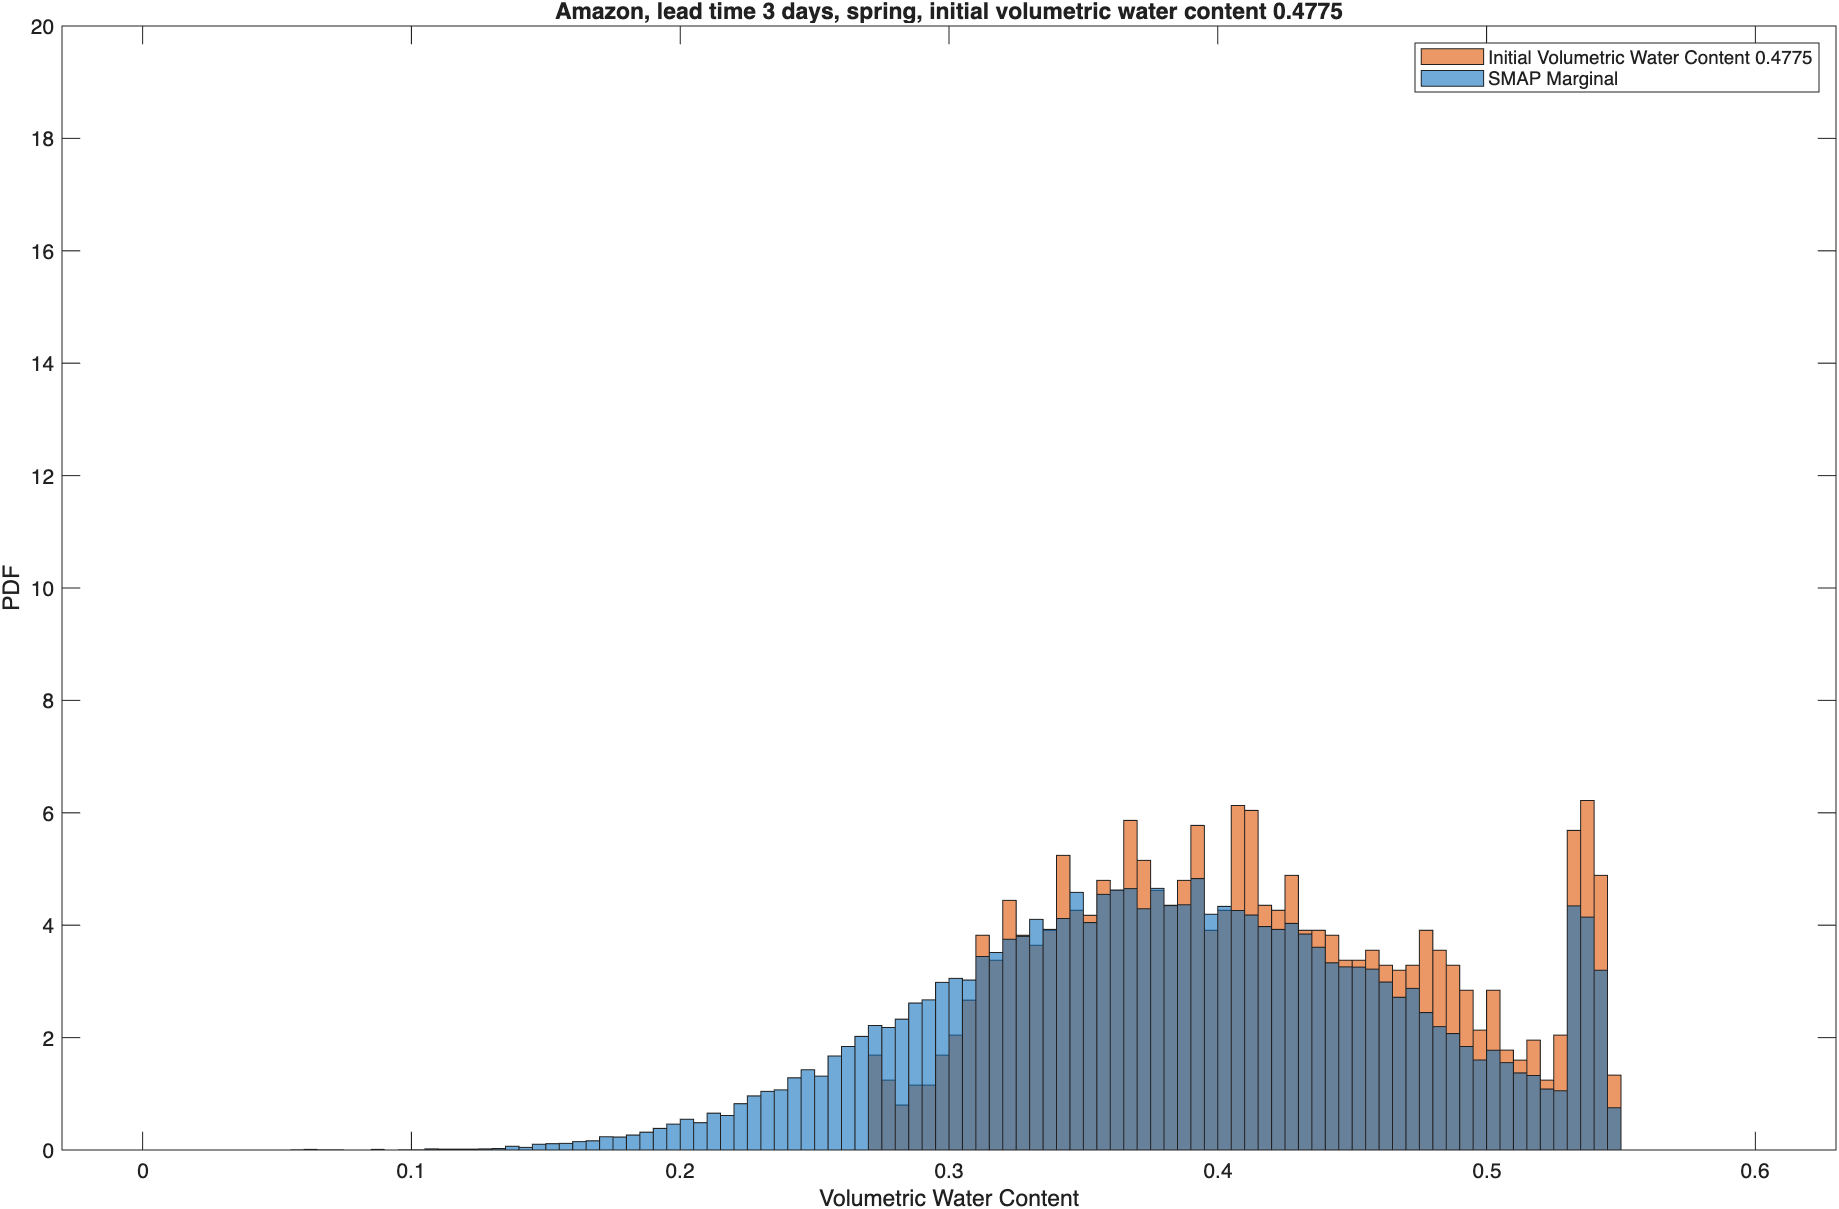 Amazon, lead time 3 days, spring, initial volumetric water content 0.4775
Initial Volumetric Water Content 0.4775
SMAP Marginal
20
18
16
14
12
10
8
6
4
2
0
PDF
0 0.1 0.2 0.3 0.4 0.5 0.6
Volumetric Water Content